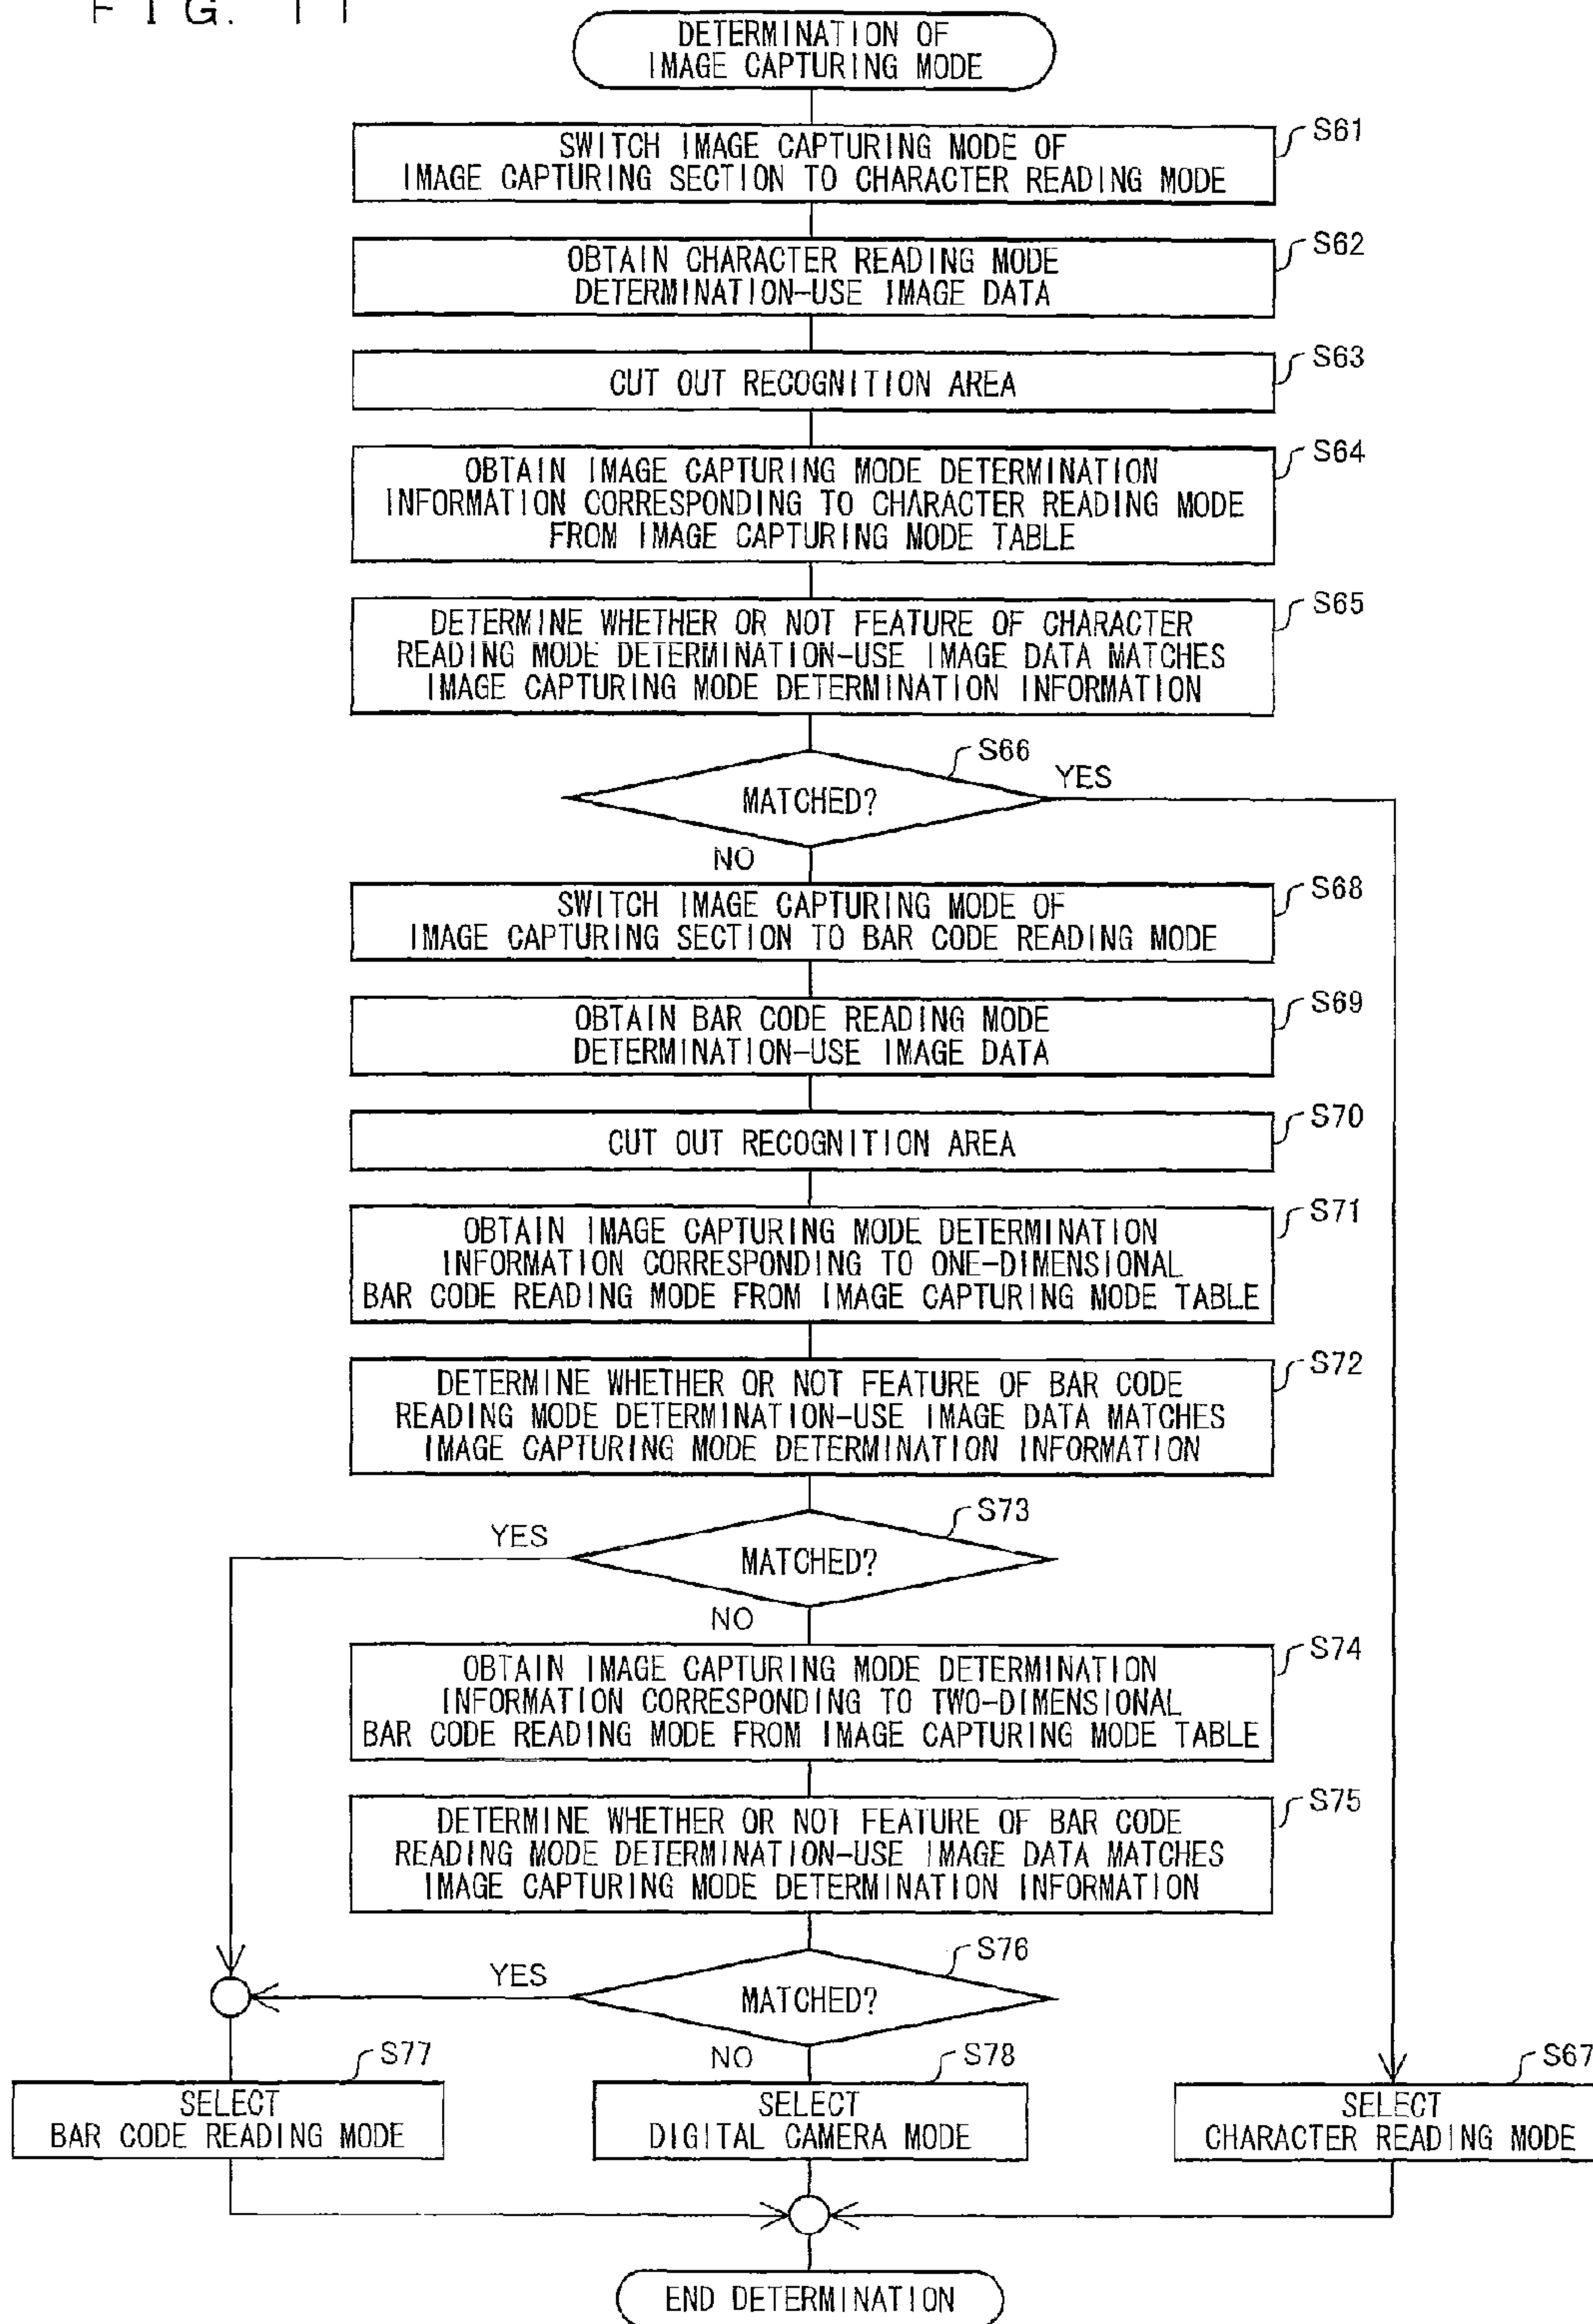 FIG. 11
DETERMINATION OF
IMAGE CAPTURING MODE
S61
SWITCH IMAGE CAPTURING MODE OF
IMAGE CAPTURING SECTION TO CHARACTER READING MODE
S62
OBTAIN CHARACTER READING MODE
DETERMINATION-USE IMAGE DATA
S63
CUT OUT RECOGNITION AREA
S64
OBTAIN IMAGE CAPTURING MODE DETERMINATION
INFORMATION CORRESPONDING TO CHARACTER READING MODE
FROM IMAGE CAPTURING MODE TABLE
S65
DETERMINE WHETHER OR NOT FEATURE OF CHARACTER
READING MODE DETERMINATION-USE IMAGE DATA MATCHES
IMAGE CAPTURING MODE DETERMINATION INFORMATION
S66
MATCHED?
YES
NO
S68
SWITCH IMAGE CAPTURING MODE OF
IMAGE CAPTURING SECTION TO BAR CODE READING MODE
S69
OBTAIN BAR CODE READING MODE
DETERMINATION-USE IMAGE DATA
S70
CUT OUT RECOGNITION AREA
S71
OBTAIN IMAGE CAPTURING MODE DETERMINATION
INFORMATION CORRESPONDING TO ONE-DIMENSIONAL
BAR CODE READING MODE FROM IMAGE CAPTURING MODE TABLE
S72
DETERMINE WHETHER OR NOT FEATURE OF BAR CODE
READING MODE DETERMINATION-USE IMAGE DATA MATCHES
IMAGE CAPTURING MODE DETERMINATION INFORMATION
S73
YES
MATCHED?
NO
S74
OBTAIN IMAGE CAPTURING MODE DETERMINATION
INFORMATION CORRESPONDING TO TWO-DIMENSIONAL
BAR CODE READING MODE FROM IMAGE CAPTURING MODE TABLE
S75
DETERMINE WHETHER OR NOT FEATURE OF BAR CODE
READING MODE DETERMINATION-USE IMAGE DATA MATCHES
IMAGE CAPTURING MODE DETERMINATION INFORMATION
S76
YES
MATCHED?
NO
S77
SELECT
BAR CODE READING MODE
S78
SELECT
DIGITAL CAMERA MODE
S67
SELECT
CHARACTER READING MODE
END DETERMINATION